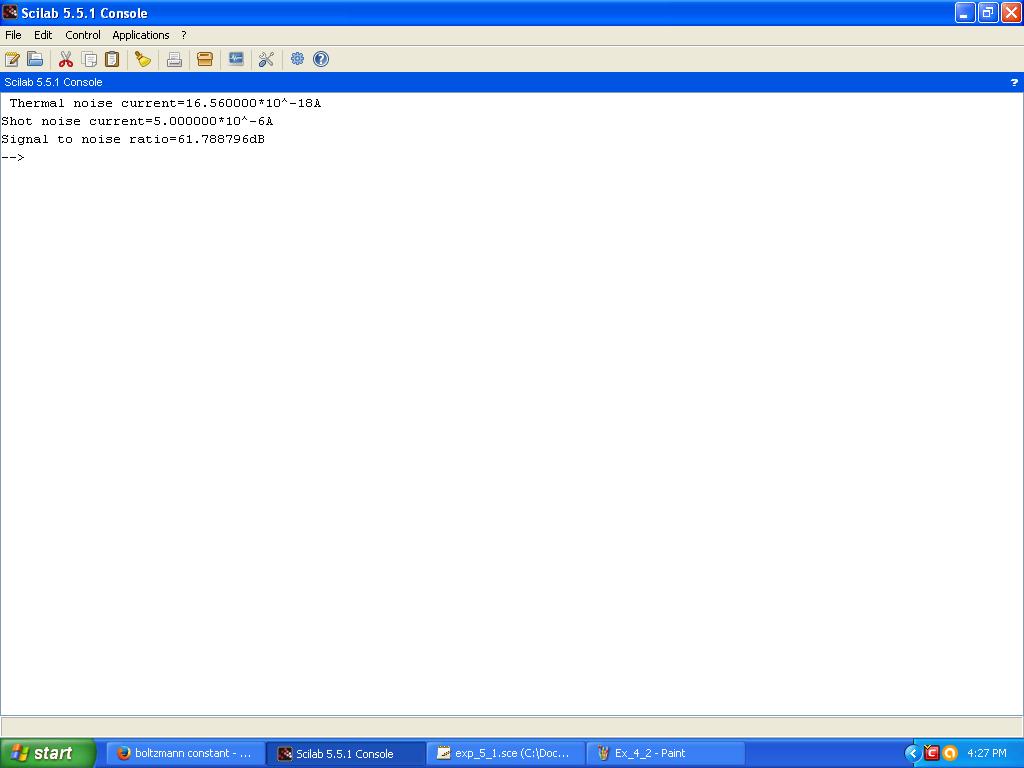 Scilab 5.5.1 Console
File Edit Control Applications ?
Scilab 5.5.1 Console ?
Thermal noise current=16.560000*10^-18A
Shot noise current=5.000000*10^-6A
Signal to noise ratio=61.788796dB
-->
start boltzmann constant - ... Scilab 5.5.1 Console exp_5_1.sce (C:\Doc... Ex_4_2 - Paint 4:27 PM